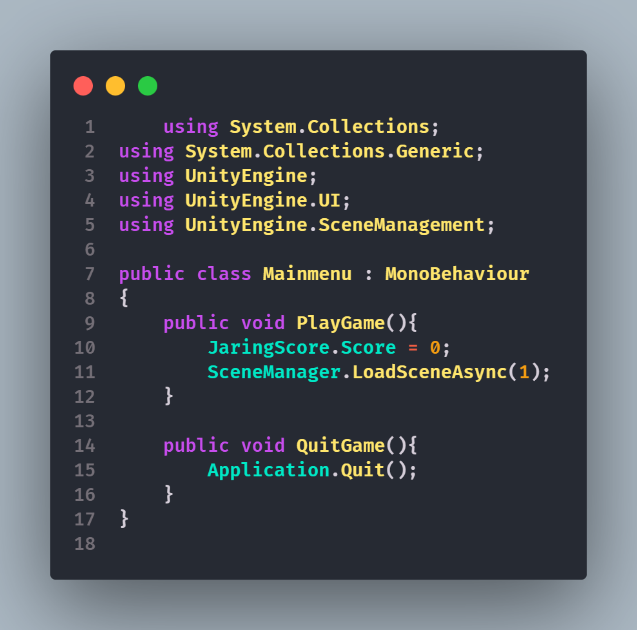 1 using System.Collections;
2 using System.Collections.Generic;
3 using UnityEngine;
4 using UnityEngine.UI;
5 using UnityEngine.SceneManagement;
6
7 public class Mainmenu : MonoBehaviour
8 {
9 public void PlayGame(){
10 JaringScore.Score = 0;
11 SceneManager.LoadSceneAsync(1);
12 }
13
14 public void QuitGame(){
15 Application.Quit();
16 }
17 }
18